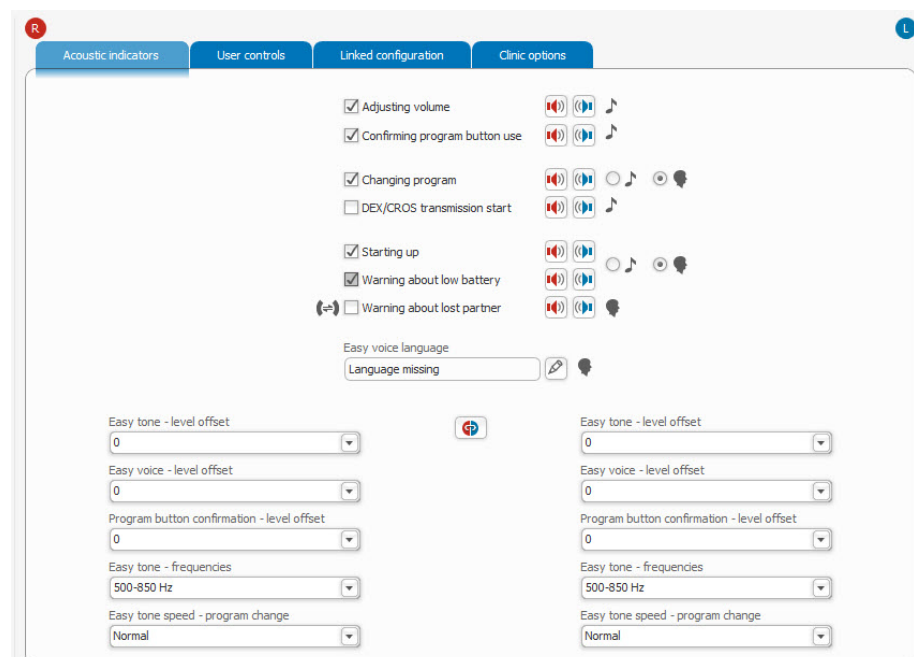 R
L
Acoustic indicators User controls Linked configuration Clinic options
Adjusting volume
Confirming program button use
Changing program
DEX/CROS transmission start
Starting up
Warning about low battery
Warning about lost partner
Easy voice language
Language missing
Easy tone - level offset
0
Easy voice - level offset
0
Program button confirmation - level offset
0
Easy tone - frequencies
500-850 Hz
Easy tone speed - program change
Normal
Easy tone - level offset
0
Easy voice - level offset
0
Program button confirmation - level offset
0
Easy tone - frequencies
500-850 Hz
Easy tone speed - program change
Normal